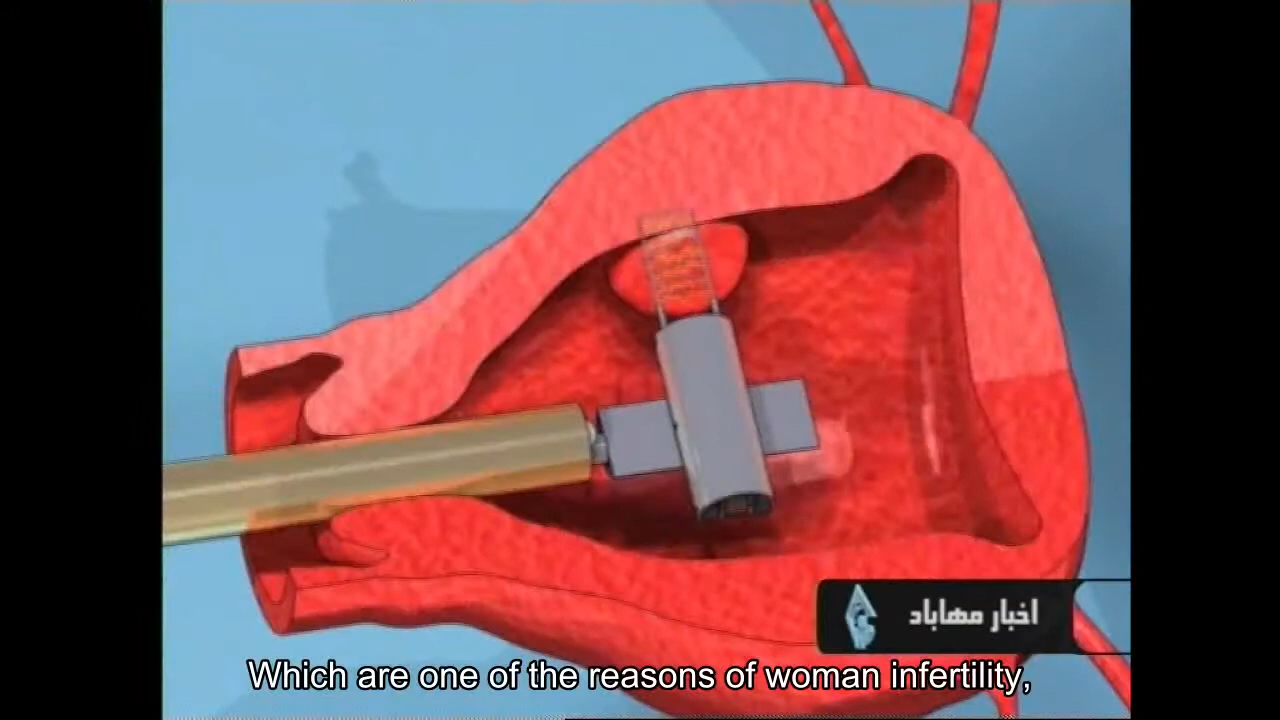 اخبار مهاباد
Which are one of the reasons of woman infertility,